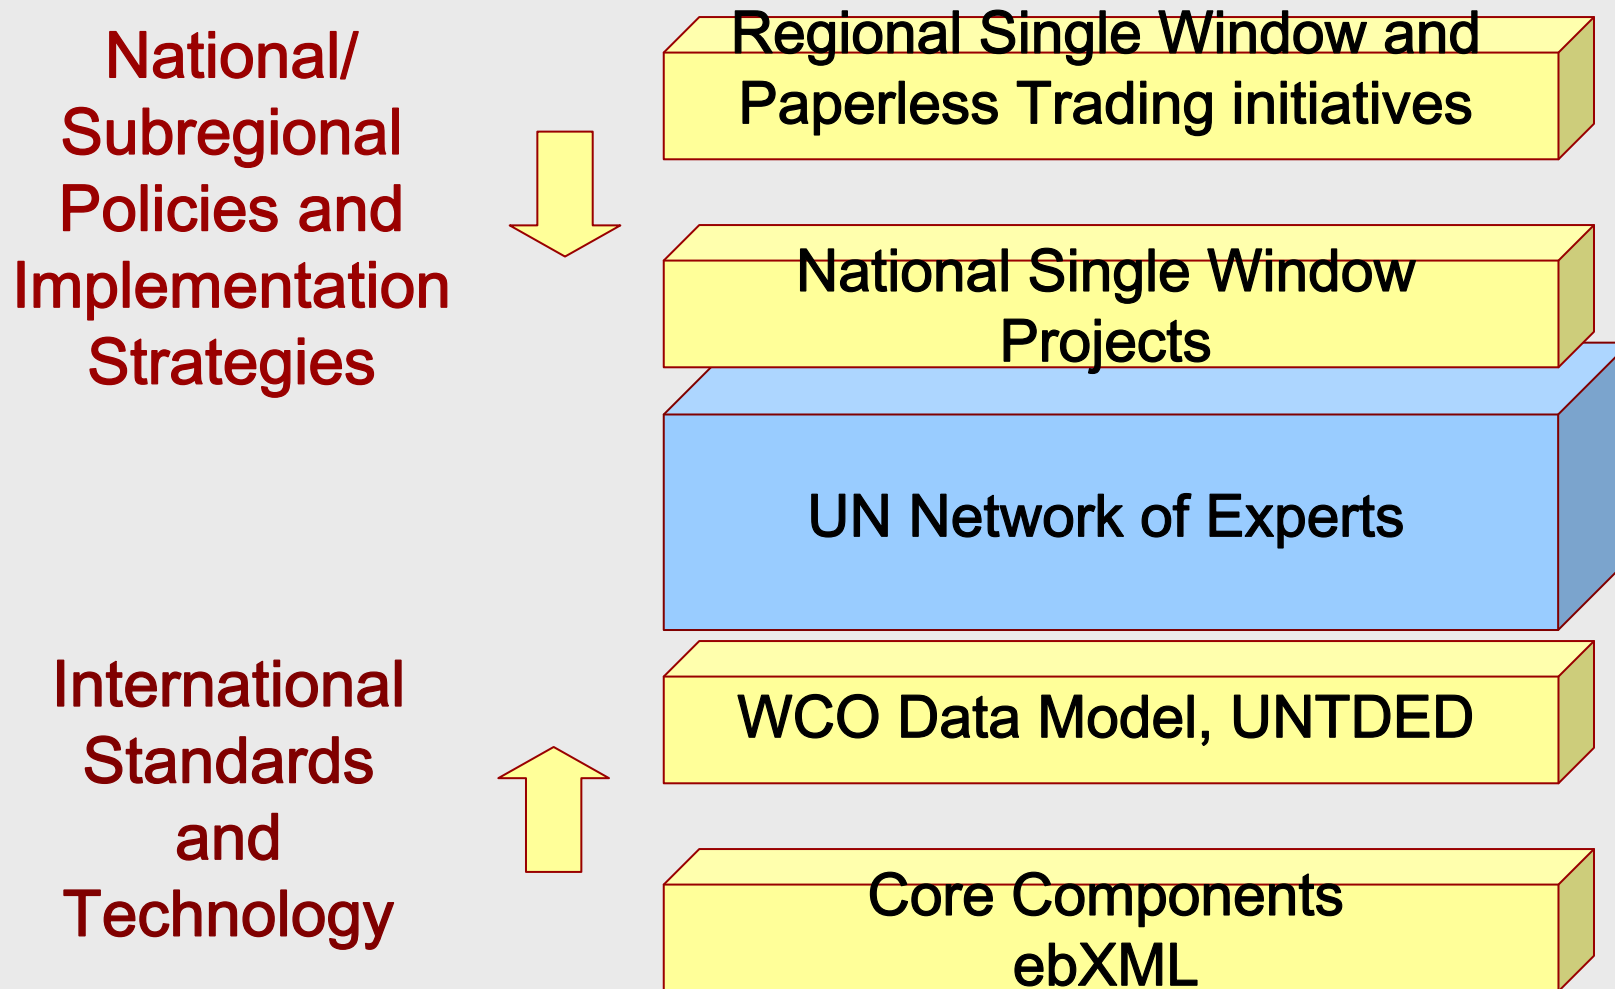 National/
Subregional
Policies and
Implementation
Strategies
Regional Single Window and
Paperless Trading initiatives
National Single Window
Projects
UN Network of Experts
International
Standards
and
Technology
WCO Data Model, UNTDED
Core Components
ebXML